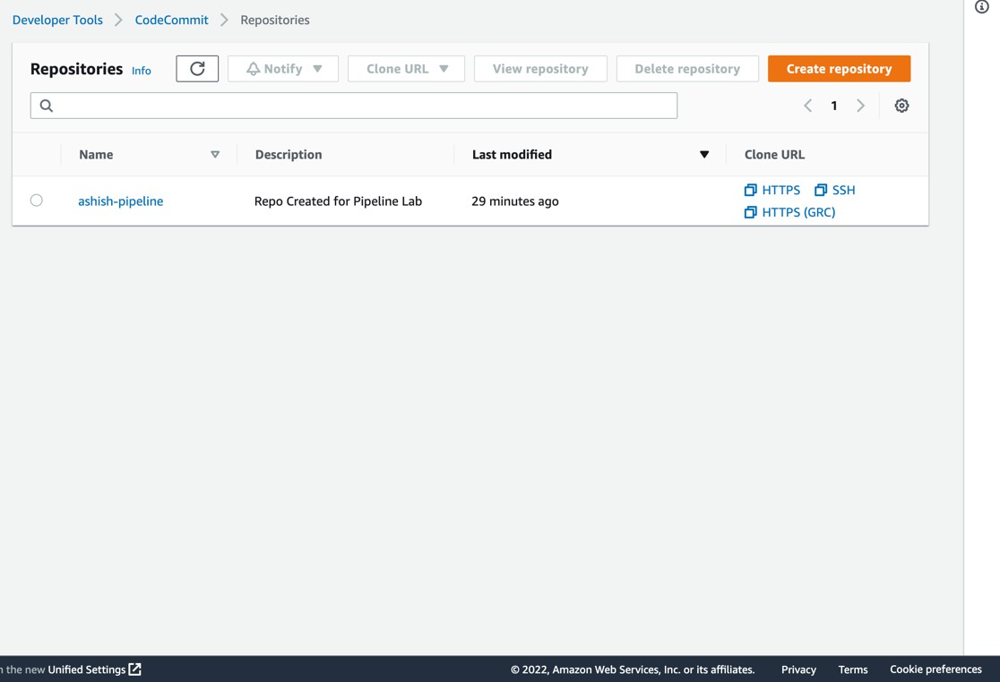 Developer Tools CodeCommit Repositories
Repositories Info Notify Clone URL View repository Delete repository Create repository
1
Name Description Last modified Clone URL
ashish-pipeline Repo Created for Pipeline Lab 29 minutes ago HTTPS SSH
HTTPS (GRC)
the new Unified Settings © 2022, Amazon Web Services, Inc. or its affiliates. Privacy Terms Cookie preferences